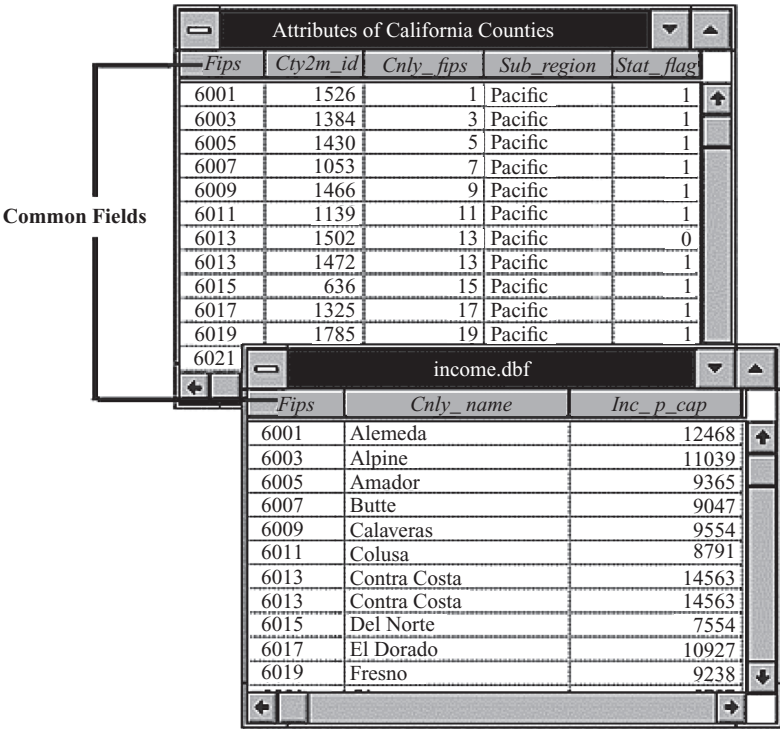 Attributes of California Counties
Fips Cty2m_id Cnly_fips Sub_region Stat_flag
6001 1526 1 Pacific 1
6003 1384 3 Pacific 1
6005 1430 5 Pacific 1
6007 1053 7 Pacific 1
6009 1466 9 Pacific 1
6011 1139 11 Pacific 1
6013 1502 13 Pacific 0
6013 1472 13 Pacific 1
6015 636 15 Pacific 1
6017 1325 17 Pacific 1
6019 1785 19 Pacific 1
6021
Common Fields
income.dbf
Fips Cnly_name Inc_p_cap
6001 Alemeda 12468
6003 Alpine 11039
6005 Amador 9365
6007 Butte 9047
6009 Calaveras 9554
6011 Colusa 8791
6013 Contra Costa 14563
6013 Contra Costa 14563
6015 Del Norte 7554
6017 El Dorado 10927
6019 Fresno 9238